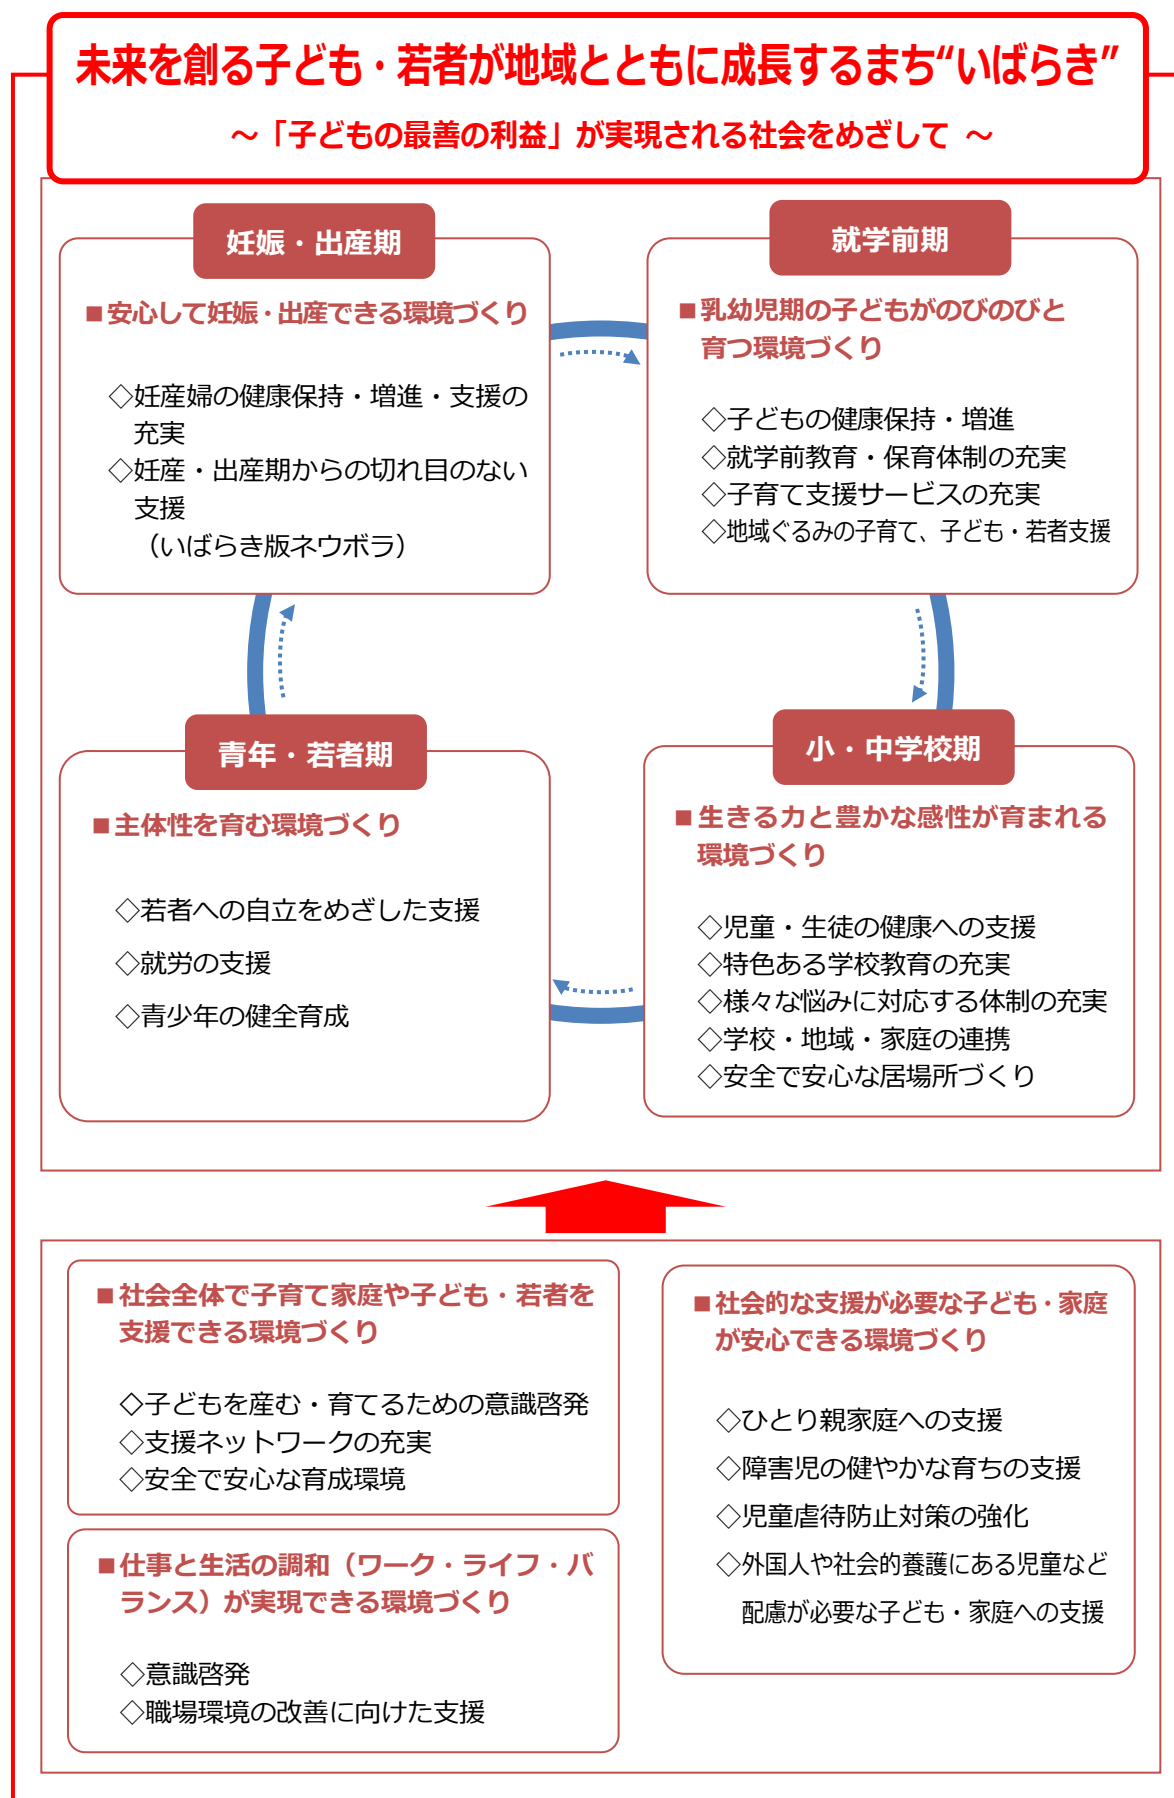 未来を創る子ども・若者が地域とともに成長するまち“いばらき”
～「子どもの最善の利益」が実現される社会をめざして ～
妊娠・出産期
■安心して妊娠・出産できる環境づくり
◇妊産婦の健康保持・増進・支援の
充実
◇妊産・出産期からの切れ目のない
支援
（いばらき版ネウボラ）
就学前期
■乳幼児期の子どもがのびのびと
育つ環境づくり
◇子どもの健康保持・増進
◇就学前教育・保育体制の充実
◇子育て支援サービスの充実
◇地域ぐるみの子育て、子ども・若者支援
青年・若者期
■主体性を育む環境づくり
◇若者への自立をめざした支援
◇就労の支援
◇青少年の健全育成
小・中学校期
■生きる力と豊かな感性が育まれる
環境づくり
◇児童・生徒の健康への支援
◇特色ある学校教育の充実
◇様々な悩みに対応する体制の充実
◇学校・地域・家庭の連携
◇安全で安心な居場所づくり
■社会全体で子育て家庭や子ども・若者を
支援できる環境づくり
◇子どもを産む・育てるための意識啓発
◇支援ネットワークの充実
◇安全で安心な育成環境
■仕事と生活の調和（ワーク・ライフ・バ
ランス）が実現できる環境づくり
◇意識啓発
◇職場環境の改善に向けた支援
■社会的な支援が必要な子ども・家庭
が安心できる環境づくり
◇ひとり親家庭への支援
◇障害児の健やかな育ちの支援
◇児童虐待防止対策の強化
◇外国人や社会的養護にある児童など
配慮が必要な子ども・家庭への支援